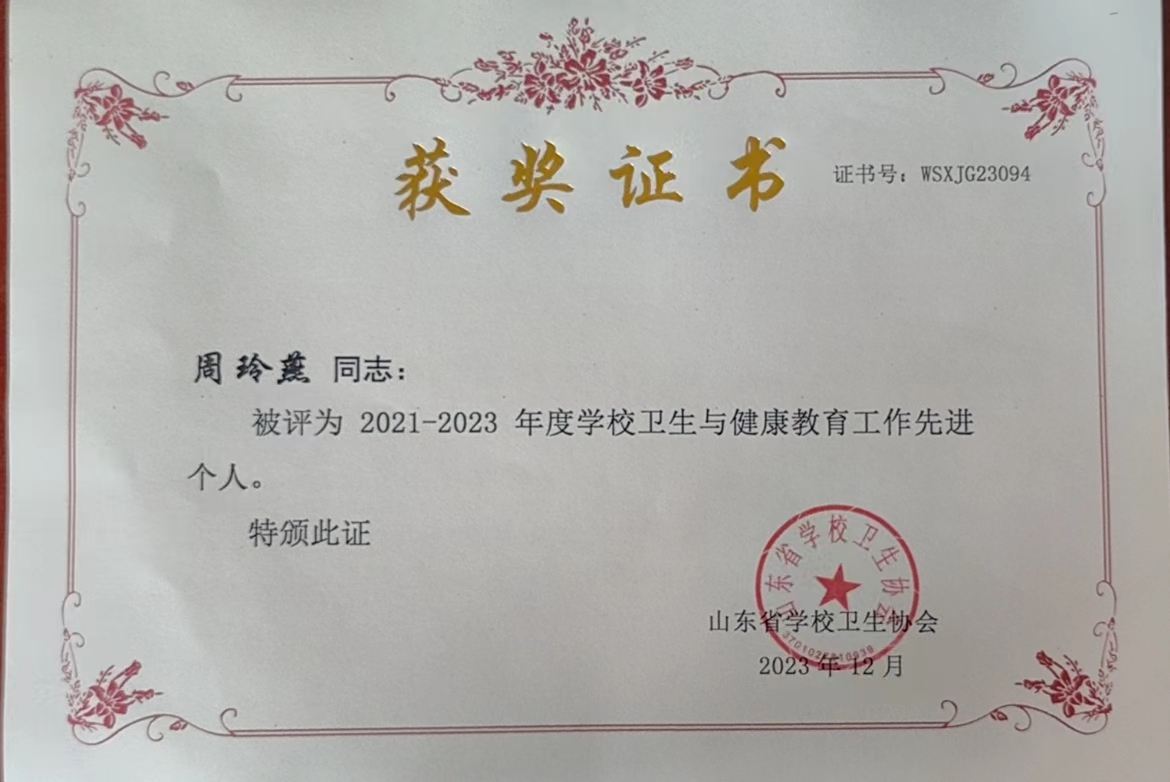 获奖证书
证书号：WSXJG23094
周玲燕 同志：
被评为 2021-2023 年度学校卫生与健康教育工作先进
个人。
特颁此证
山东省学校卫生协会
山东省学校卫生协会
2023 年 12 月